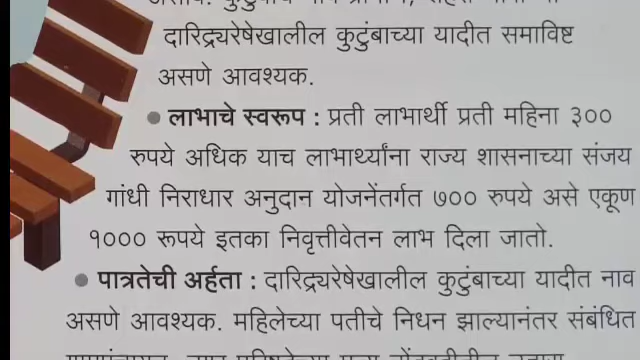 दारिद्र्यरेषेखालील कुटुंबाच्या यादीत समाविष्ट
असणे आवश्यक.
● लाभाचे स्वरूप : प्रती लाभार्थी प्रती महिना ३००
रुपये अधिक याच लाभार्थ्यांना राज्य शासनाच्या संजय
गांधी निराधार अनुदान योजनेंतर्गत ७०० रुपये असे एकूण
१००० रूपये इतका निवृत्तीवेतन लाभ दिला जातो.
● पात्रतेची अर्हता : दारिद्र्यरेषेखालील कुटुंबाच्या यादीत नाव
असणे आवश्यक. महिलेच्या पतीचे निधन झाल्यानंतर संबंधित